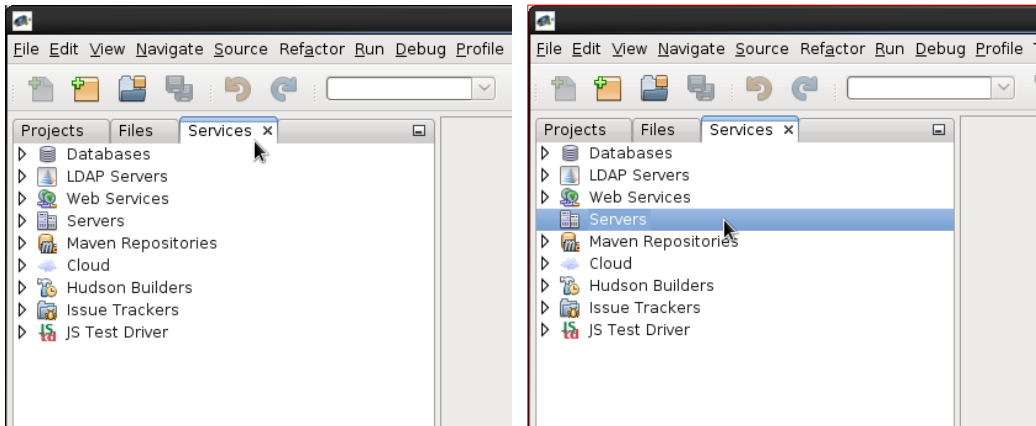 File Edit View Navigate Source Refactor Run Debug Profile
Projects Files Services
Databases
LDAP Servers
Web Services
Servers
Maven Repositories
Cloud
Hudson Builders
Issue Trackers
JS Test Driver
File Edit View Navigate Source Refactor Run Debug Profile
Projects Files Services
Databases
LDAP Servers
Web Services
Servers
Maven Repositories
Cloud
Hudson Builders
Issue Trackers
JS Test Driver